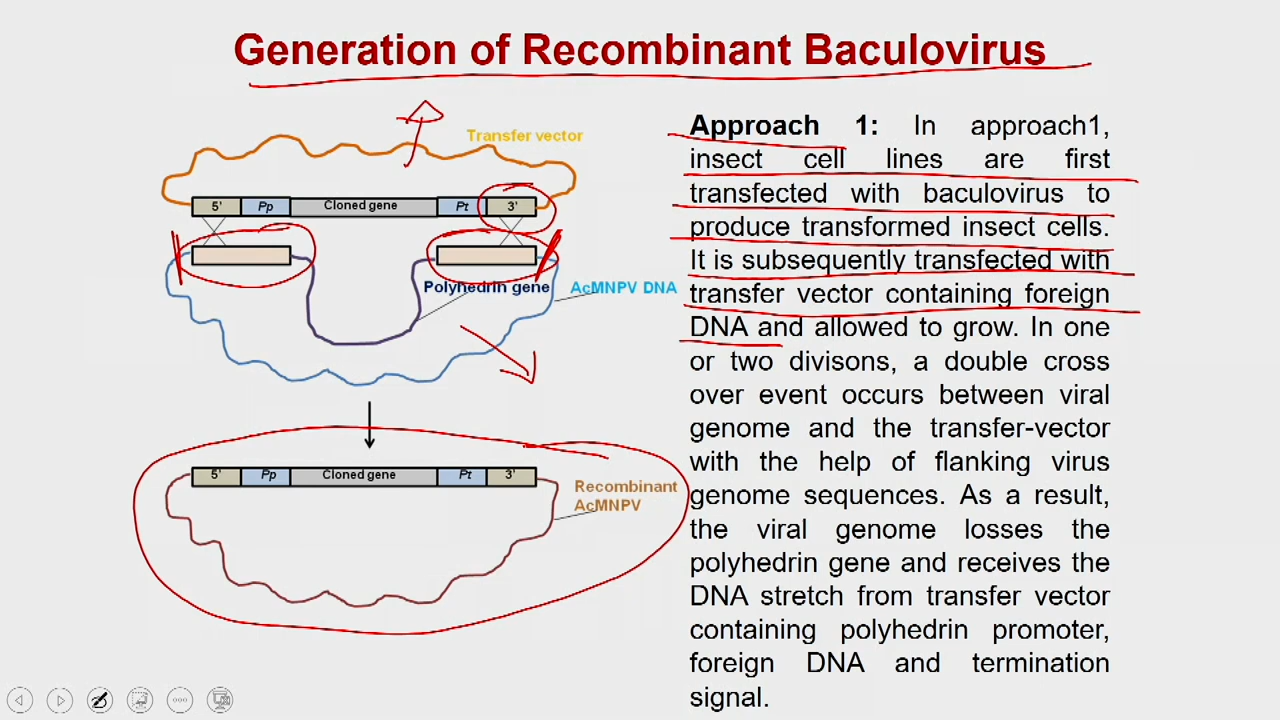 Generation of Recombinant Baculovirus
Transfer vector
5' Pp Cloned gene Pt 3'
Polyhedrin gene
AcMNPV DNA
5' Pp Cloned gene Pt 3'
Recombinant
AcMNPV
Approach 1: In approach1,
insect cell lines are first
transfected with baculovirus to
produce transformed insect cells.
It is subsequently transfected with
transfer vector containing foreign
DNA and allowed to grow. In one
or two divisons, a double cross
over event occurs between viral
genome and the transfer-vector
with the help of flanking virus
genome sequences. As a result,
the viral genome losses the
polyhedrin gene and receives the
DNA stretch from transfer vector
containing polyhedrin promoter,
foreign DNA and termination
signal.